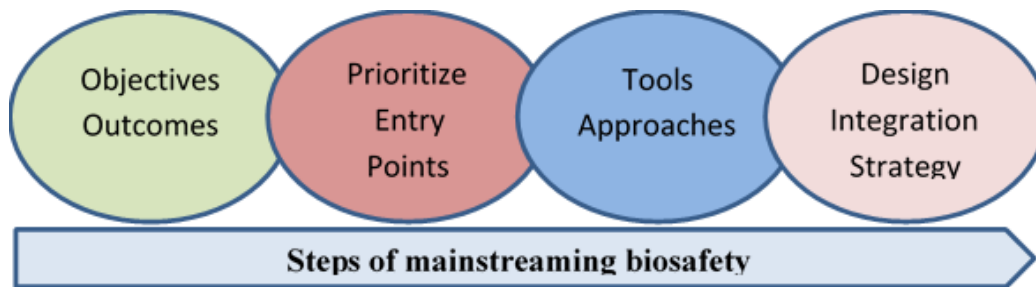 Objectives
Outcomes
Prioritize
Entry
Points
Tools
Approaches
Design
Integration
Strategy
Steps of mainstreaming biosafety